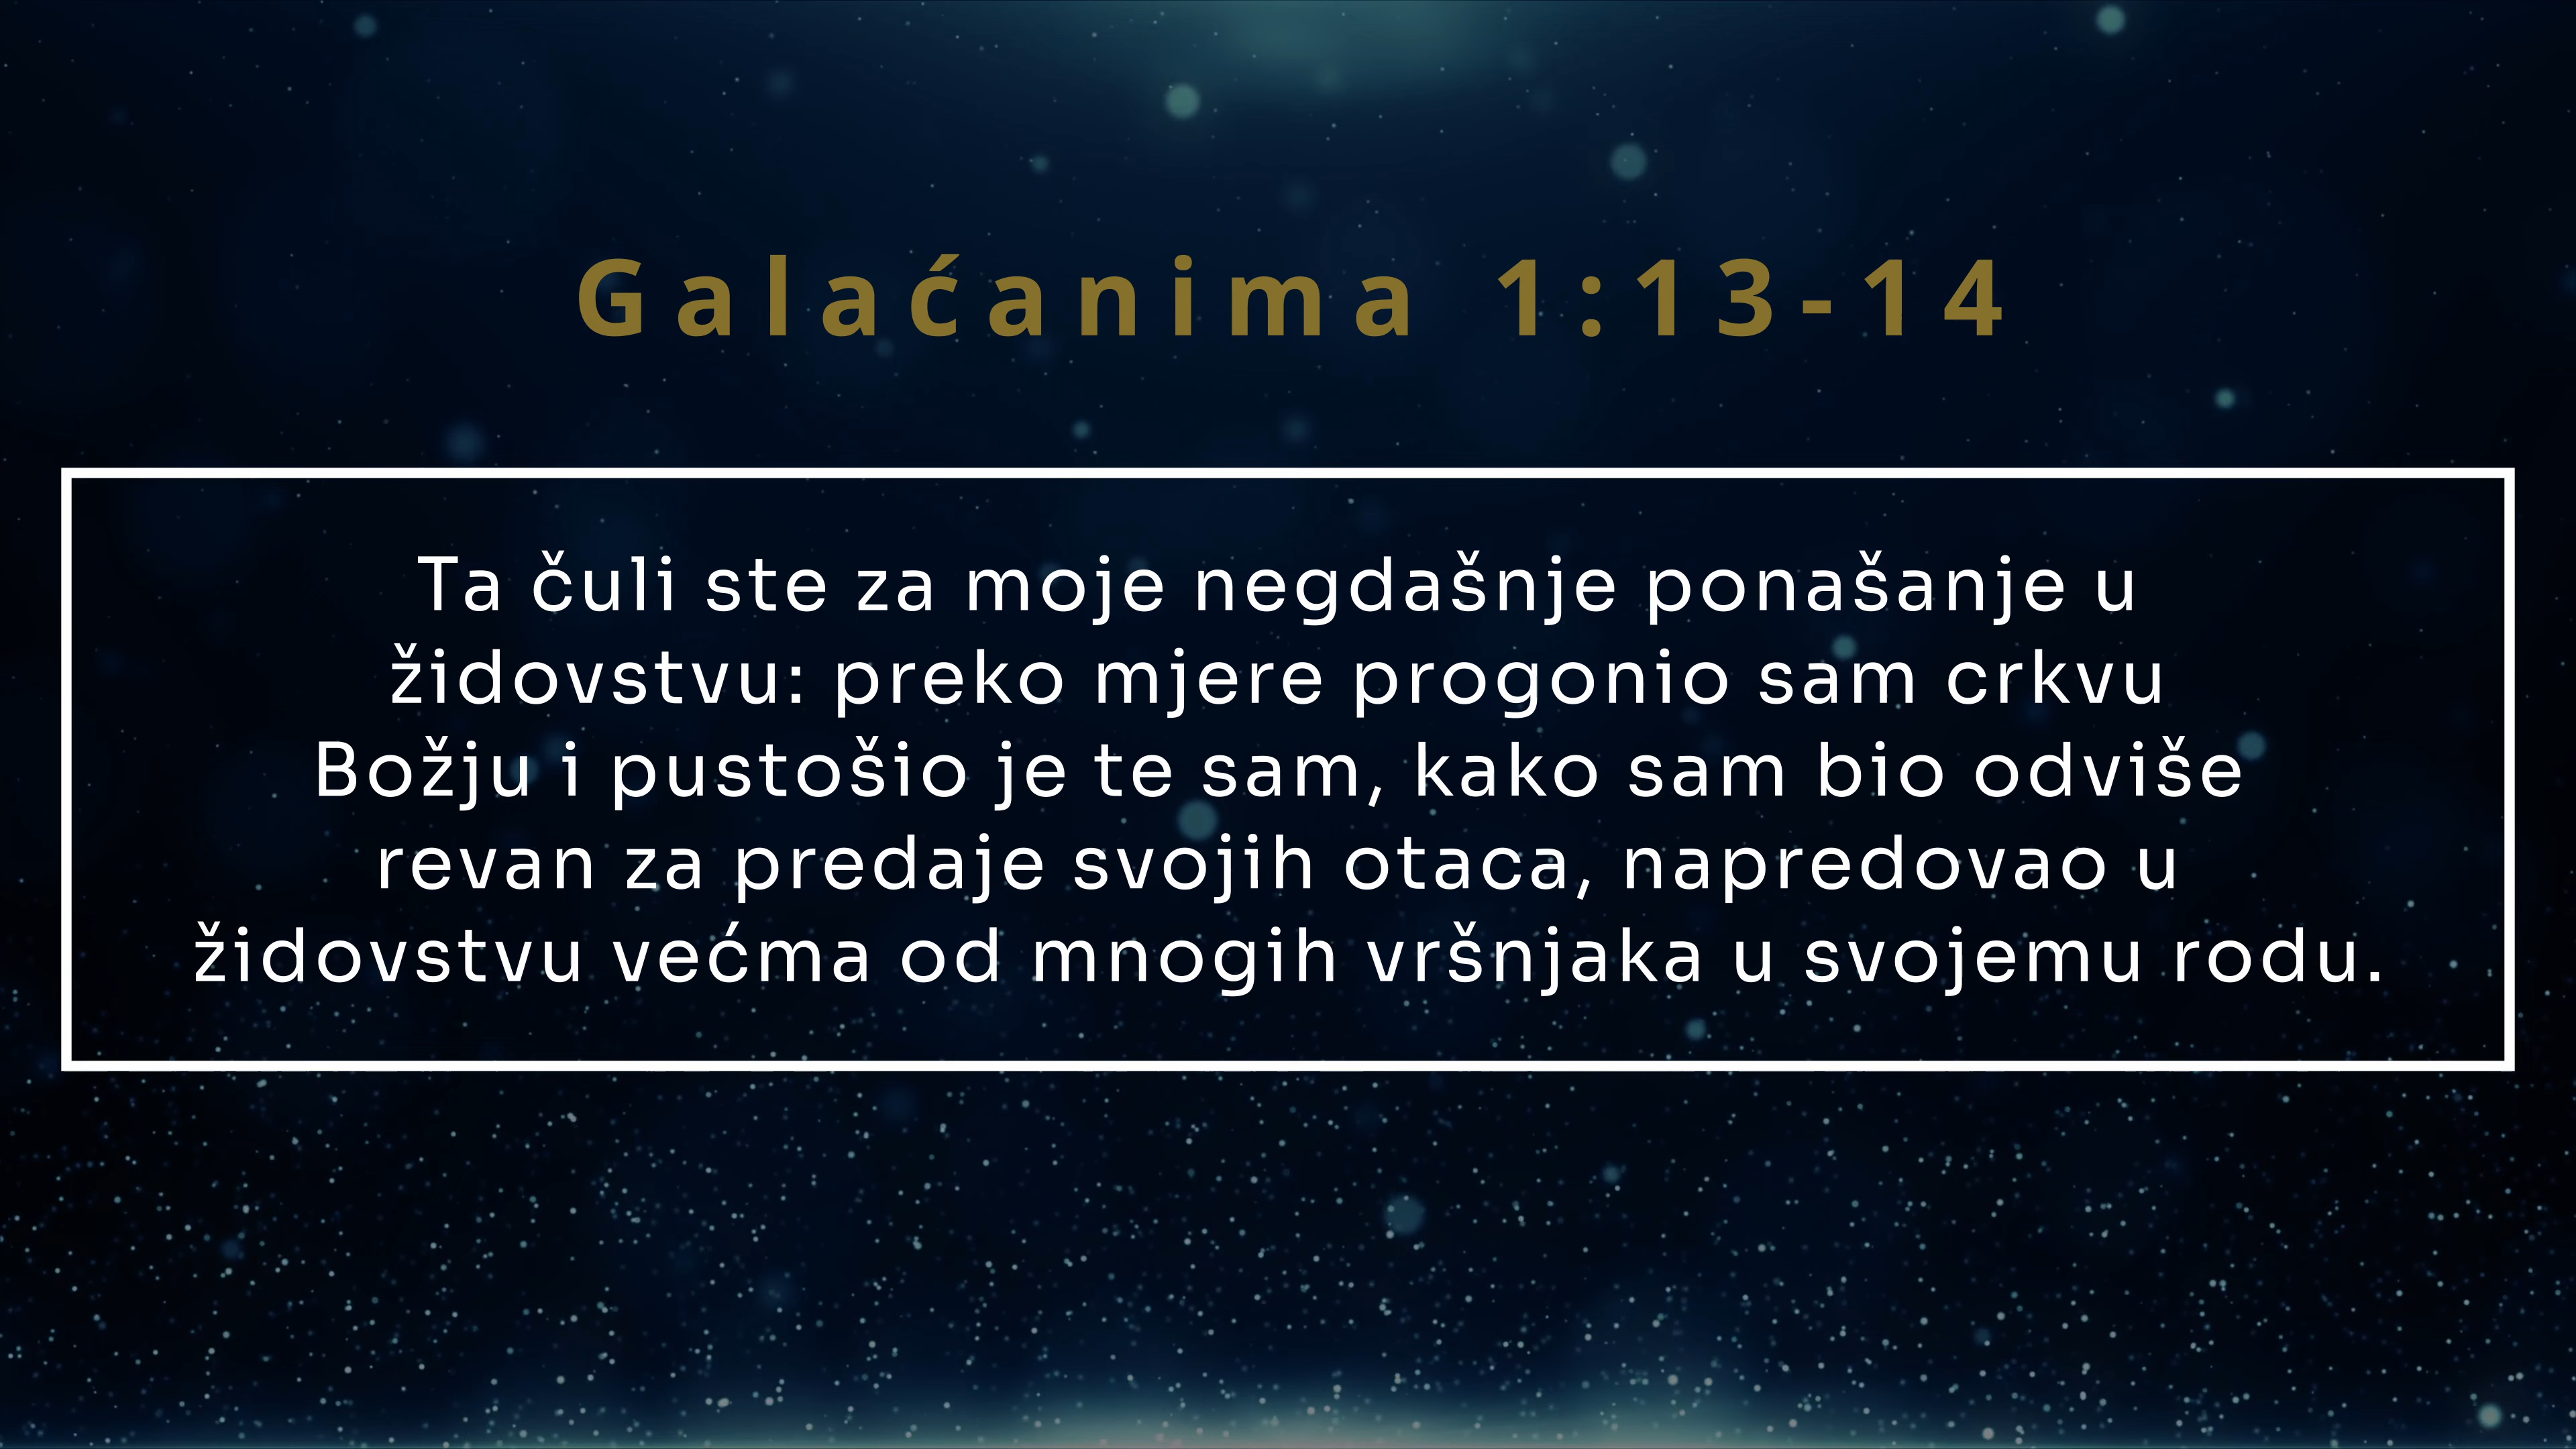 Galaćanima 1:13-14
Ta čuli ste za moje negdašnje ponašanje u
židovstvu: preko mjere progonio sam crkvu
Božju i pustošio je te sam, kako sam bio odviše
revan za predaje svojih otaca, napredovao u
židovstvu većma od mnogih vršnjaka u svojemu rodu.